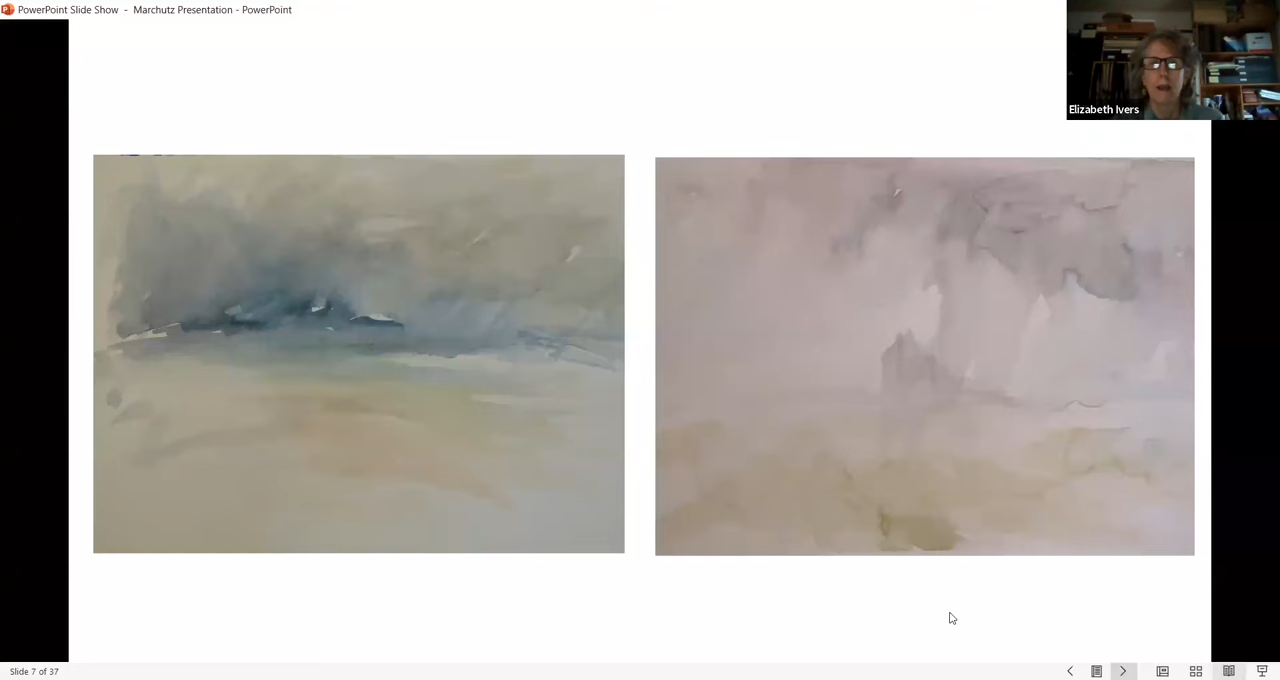 PowerPoint Slide Show - Marchutz Presentation - PowerPoint
Elizabeth Ivers
Slide 7 of 37